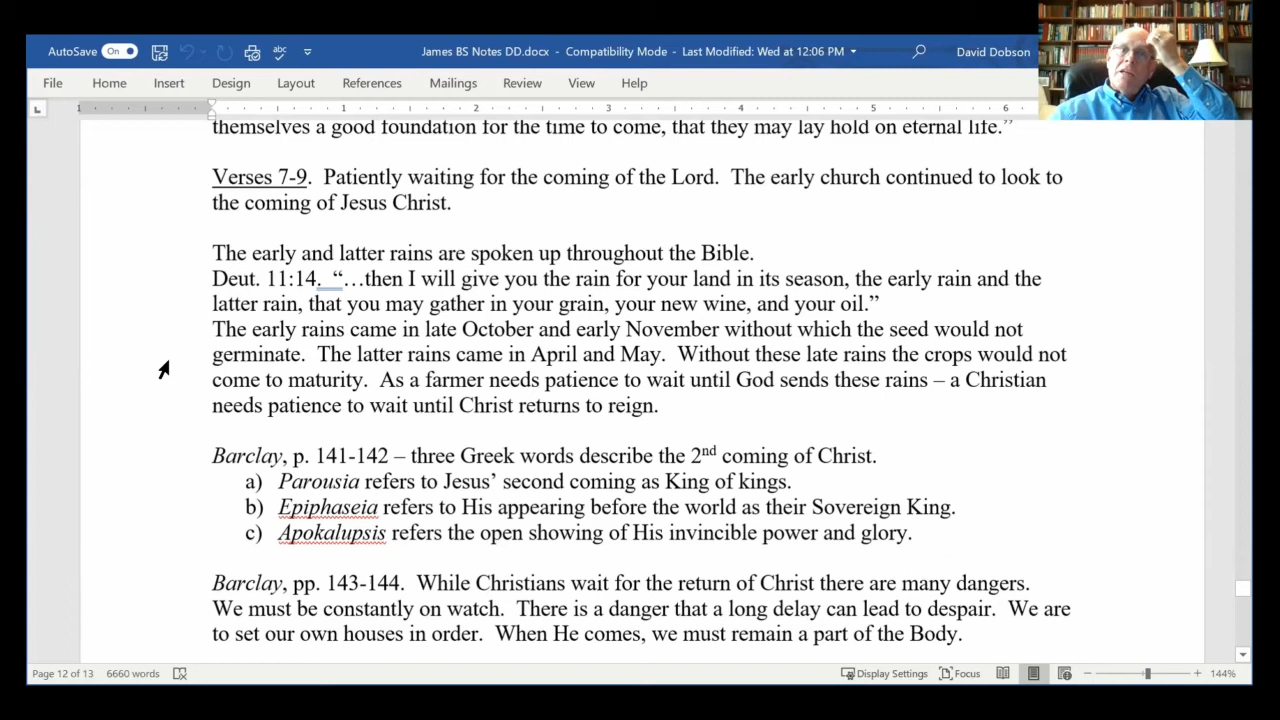 AutoSave On abc James BS Notes DD.docx - Compatibility Mode - Last Modified: Wed at 12:06 PM David Dobson
File Home Insert Design Layout References Mailings Review View Help
1 1 2 3 4 5 6
themselves a good foundation for the time to come, that they may lay hold on eternal life.”
Verses 7-9. Patiently waiting for the coming of the Lord. The early church continued to look to
the coming of Jesus Christ.
The early and latter rains are spoken up throughout the Bible.
Deut. 11:14. “…then I will give you the rain for your land in its season, the early rain and the
latter rain, that you may gather in your grain, your new wine, and your oil.”
The early rains came in late October and early November without which the seed would not
germinate. The latter rains came in April and May. Without these late rains the crops would not
come to maturity. As a farmer needs patience to wait until God sends these rains – a Christian
needs patience to wait until Christ returns to reign.
Barclay, p. 141-142 – three Greek words describe the 2nd coming of Christ.
a) Parousia refers to Jesus’ second coming as King of kings.
b) Epiphaseia refers to His appearing before the world as their Sovereign King.
c) Apokalupsis refers the open showing of His invincible power and glory.
Barclay, pp. 143-144. While Christians wait for the return of Christ there are many dangers.
We must be constantly on watch. There is a danger that a long delay can lead to despair. We are
to set our own houses in order. When He comes, we must remain a part of the Body.
Page 12 of 13 6660 words Display Settings Focus 144%